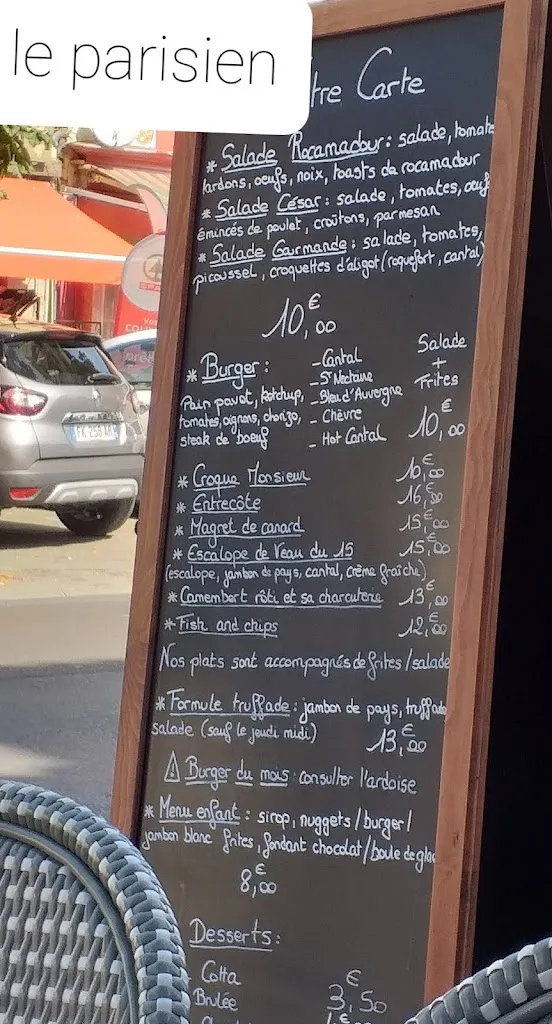 le parisien
tre Carte
* Salade Rocamadour: salade, tomate
lardons, oeufs, noix, toasts de rocamadour
* Salade César: salade, tomates, oeuf
émincés de poulet, croûtons, parmesan
* Salade Gourmande: salade, tomates,
picoussel, croquettes d'aligot (roquefort, cantal)
10,€00
* Burger:
Pain pavot, ketchup,
tomates, oignons, chorizo,
steak de boeuf
- Cantal
- St Nectaire
- Bleu d'Auvergne
- Chèvre
- Hot Cantal
Salade
+
Frites
10,€00
* Croque Monsieur 10,€00
* Entrecôte 16,€50
* Magret de canard 15,€00
* Escalope de Veau du 15 15,€00
(escalope, jambon de pays, cantal, crème fraîche)
* Camembert rôti et sa charcuterie 13,€00
* Fish and chips 12,€00
Nos plats sont accompagnés de frites/salade
* Formule truffade: jambon de pays, truffade
salade (sauf le jeudi midi) 13,€00
⚠ Burger du mois: consulter l'ardoise
* Menu enfant: sirop, nuggets/burger/
jambon blanc frites, fondant chocolat/boule de glac
8,€00
Desserts:
Cotta
Brulée 3,€50
FK-256-AR